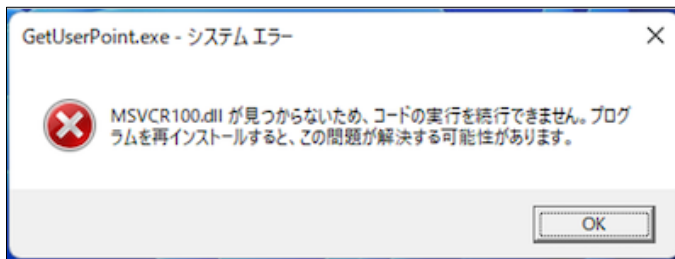 GetUserPoint.exe - システム エラー
MSVCR100.dll が見つからないため、コードの実行を続行できません。プログ
ラムを再インストールすると、この問題が解決する可能性があります。
OK